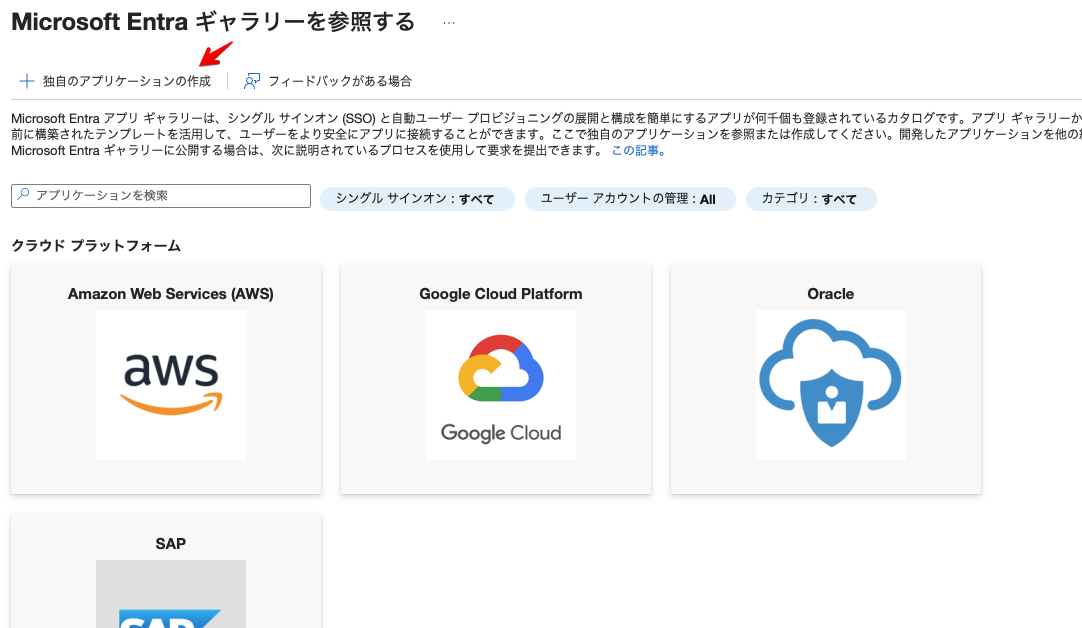 Microsoft Entra ギャラリーを参照する ...
独自のアプリケーションの作成 フィードバックがある場合
Microsoft Entra アプリ ギャラリーは、シングル サインオン (SSO) と自動ユーザー プロビジョニングの展開と構成を簡単にするアプリが何千個も登録されているカタログです。アプリ ギャラリーか
前に構築されたテンプレートを活用して、ユーザーをより安全にアプリに接続することができます。ここで独自のアプリケーションを参照または作成してください。開発したアプリケーションを他の
Microsoft Entra ギャラリーに公開する場合は、次に説明されているプロセスを使用して要求を提出できます。 この記事。
アプリケーションを検索 シングル サインオン : すべて ユーザー アカウントの管理 : All カテゴリ : すべて
クラウド プラットフォーム
Amazon Web Services (AWS) Google Cloud Platform Oracle
aws
Google Cloud
SAP
SAP